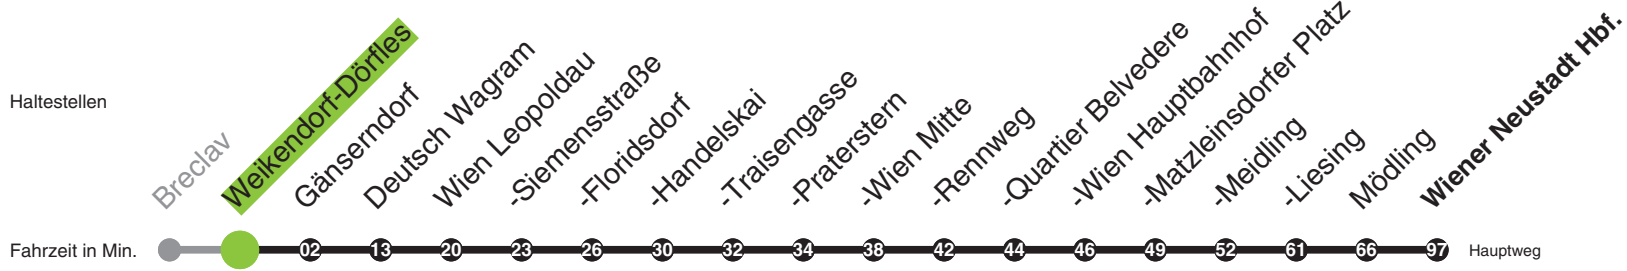 Haltestellen
Breclav
Weikendorf-Dörfles
Gänserndorf
Deutsch Wagram
Wien Leopoldau
-Siemensstraße
-Floridsdorf
-Handelskai
-Traisengasse
-Praterstern
-Wien Mitte
-Rennweg
-Quartier Belvedere
-Wien Hauptbahnhof
-Matzleinsdorfer Platz
-Meidling
-Liesing
Mödling
Wiener Neustadt Hbf.
Fahrzeit in Min. 02 13 20 23 26 30 32 34 38 42 44 46 49 52 61 66 97 Hauptweg